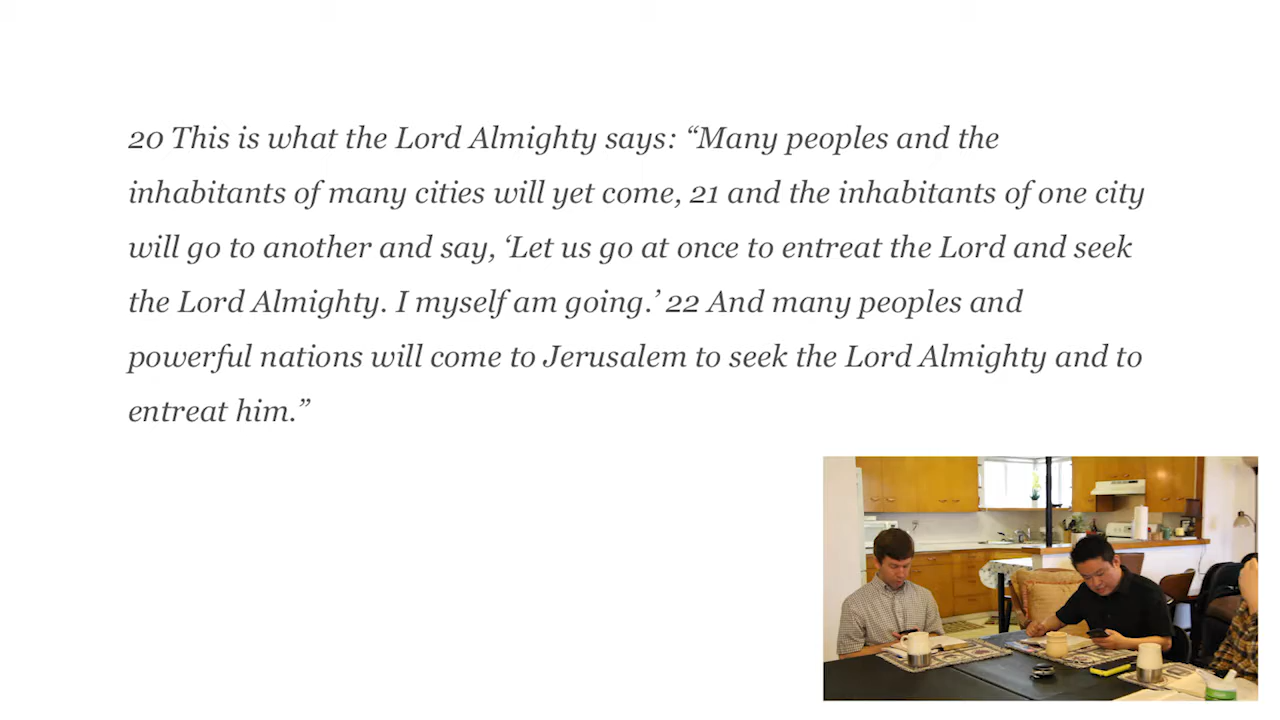 20 This is what the Lord Almighty says: “Many peoples and the
inhabitants of many cities will yet come, 21 and the inhabitants of one city
will go to another and say, ‘Let us go at once to entreat the Lord and seek
the Lord Almighty. I myself am going.’ 22 And many peoples and
powerful nations will come to Jerusalem to seek the Lord Almighty and to
entreat him.”